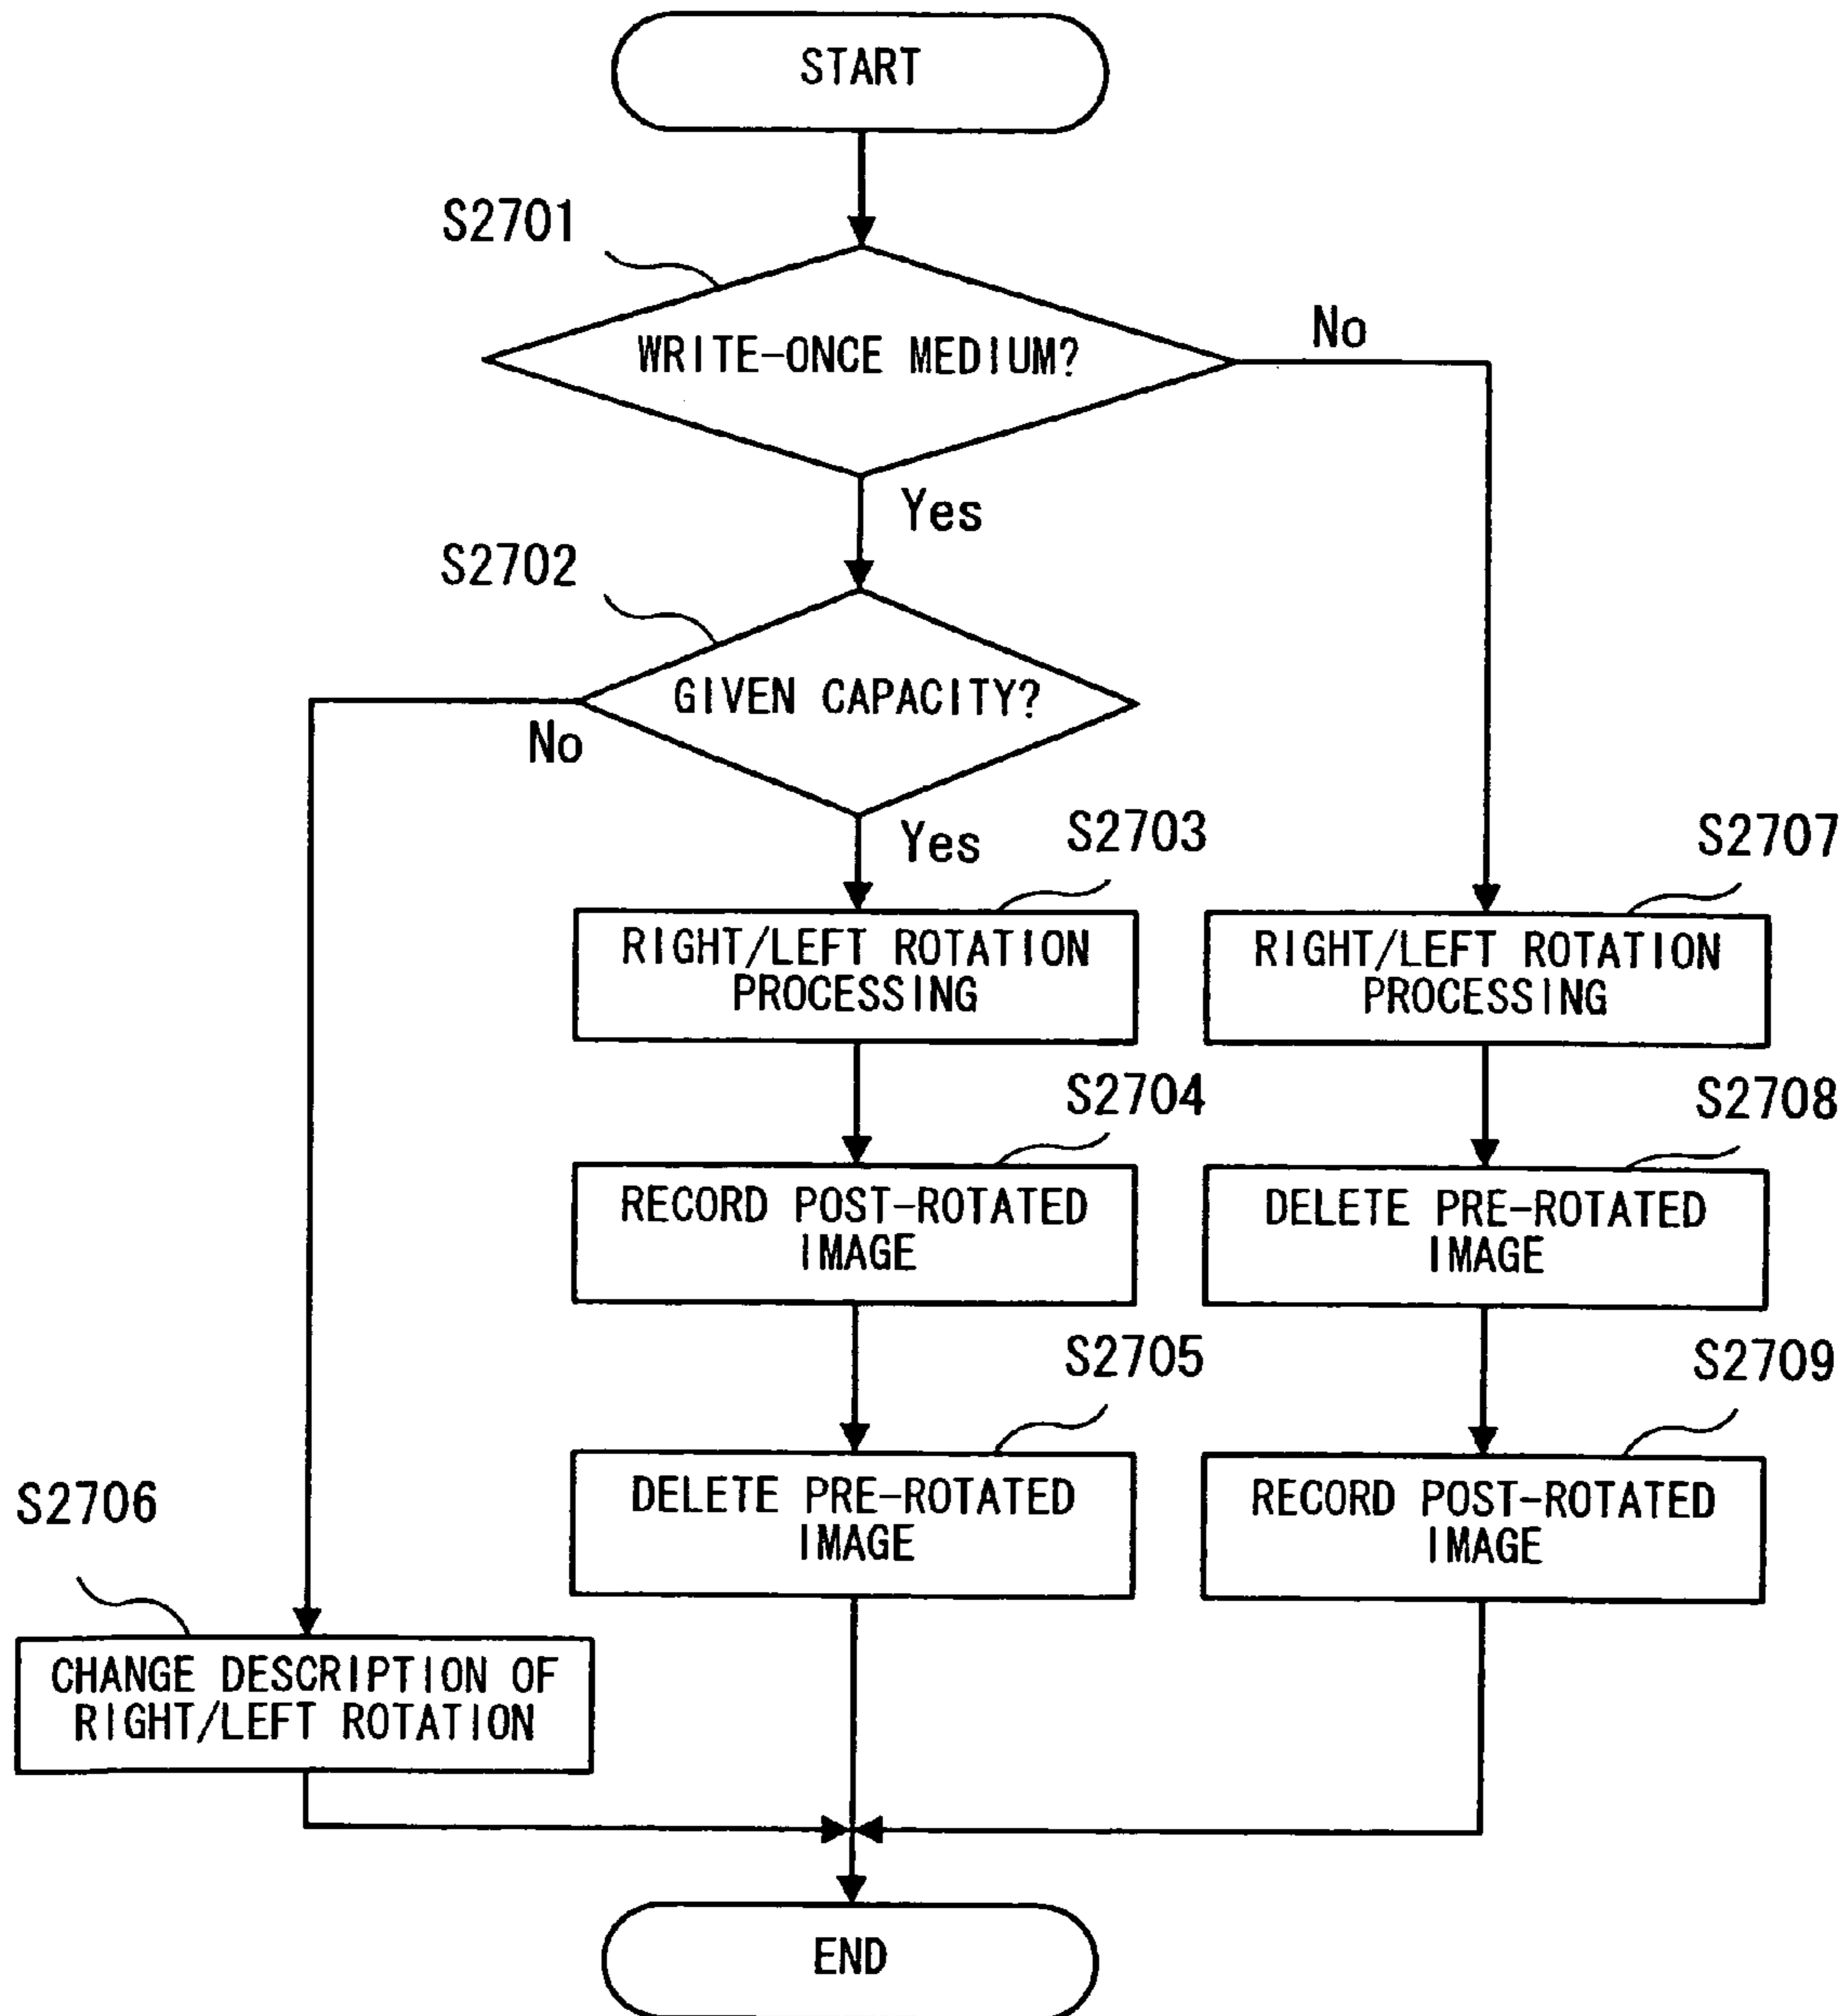 START
S2701
WRITE-ONCE MEDIUM?
No
Yes
S2702
GIVEN CAPACITY?
No
Yes
S2703
S2707
RIGHT/LEFT ROTATION
PROCESSING
RIGHT/LEFT ROTATION
PROCESSING
S2704
S2708
RECORD POST-ROTATED
IMAGE
DELETE PRE-ROTATED
IMAGE
S2705
S2709
DELETE PRE-ROTATED
IMAGE
RECORD POST-ROTATED
IMAGE
S2706
CHANGE DESCRIPTION OF
RIGHT/LEFT ROTATION
END